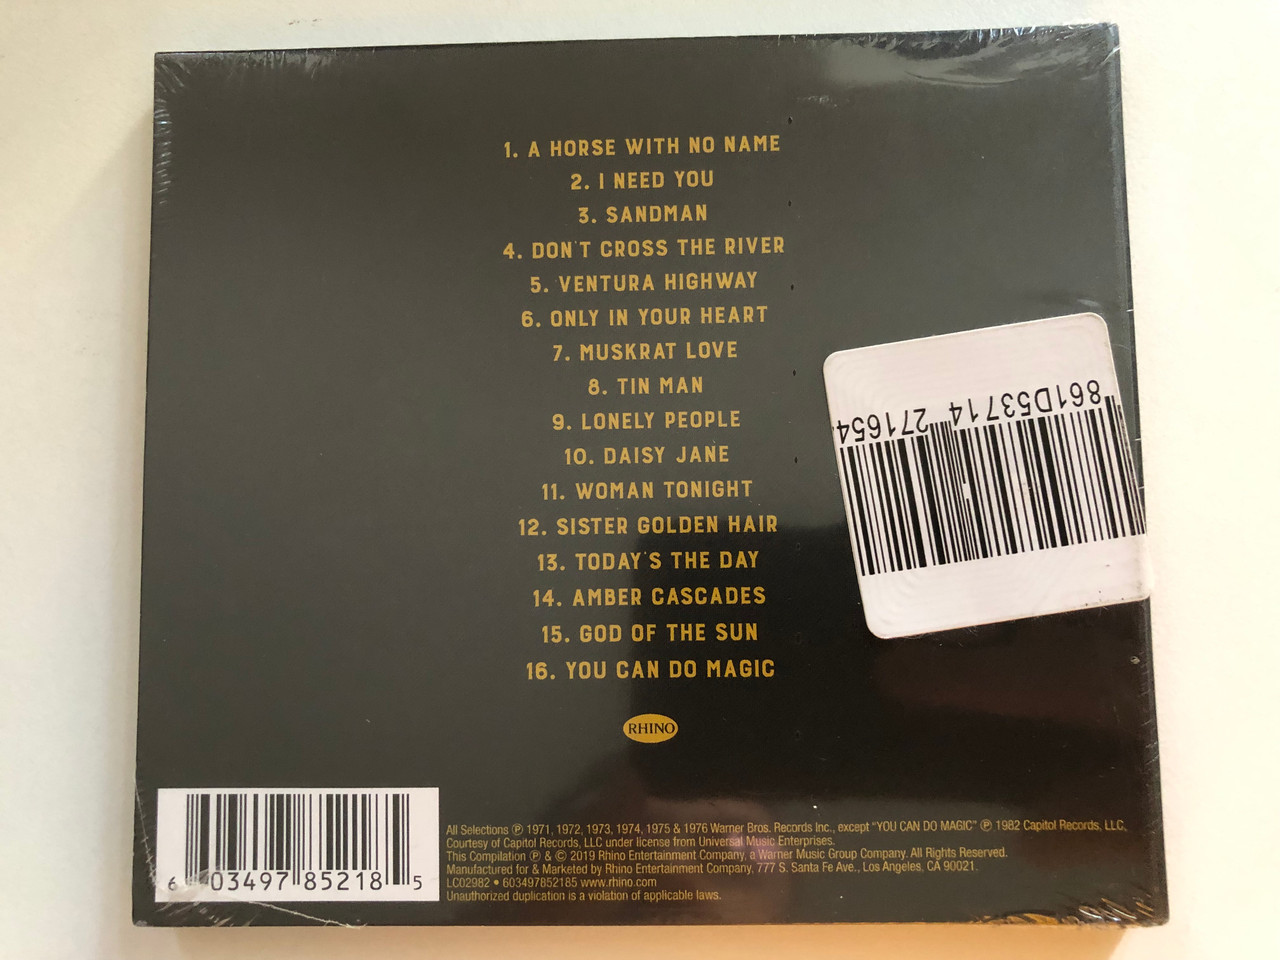 1. A HORSE WITH NO NAME
2. I NEED YOU
3. SANDMAN
4. DON'T CROSS THE RIVER
5. VENTURA HIGHWAY
6. ONLY IN YOUR HEART
7. MUSKRAT LOVE
8. TIN MAN
9. LONELY PEOPLE
10. DAISY JANE
11. WOMAN TONIGHT
12. SISTER GOLDEN HAIR
13. TODAY'S THE DAY
14. AMBER CASCADES
15. GOD OF THE SUN
16. YOU CAN DO MAGIC
861D53714 271654
RHINO
6 03497 85218 5
All Selections ℗ 1971, 1972, 1973, 1974, 1975 & 1976 Warner Bros. Records Inc., except "YOU CAN DO MAGIC" ℗ 1982 Capitol Records, LLC,
Courtesy of Capitol Records, LLC under license from Universal Music Enterprises.
This Compilation ℗ & © 2019 Rhino Entertainment Company, a Warner Music Group Company. All Rights Reserved.
Manufactured for & Marketed by Rhino Entertainment Company, 777 S. Santa Fe Ave., Los Angeles, CA 90021.
LC02982 • 603497852185 www.rhino.com
Unauthorized duplication is a violation of applicable laws.